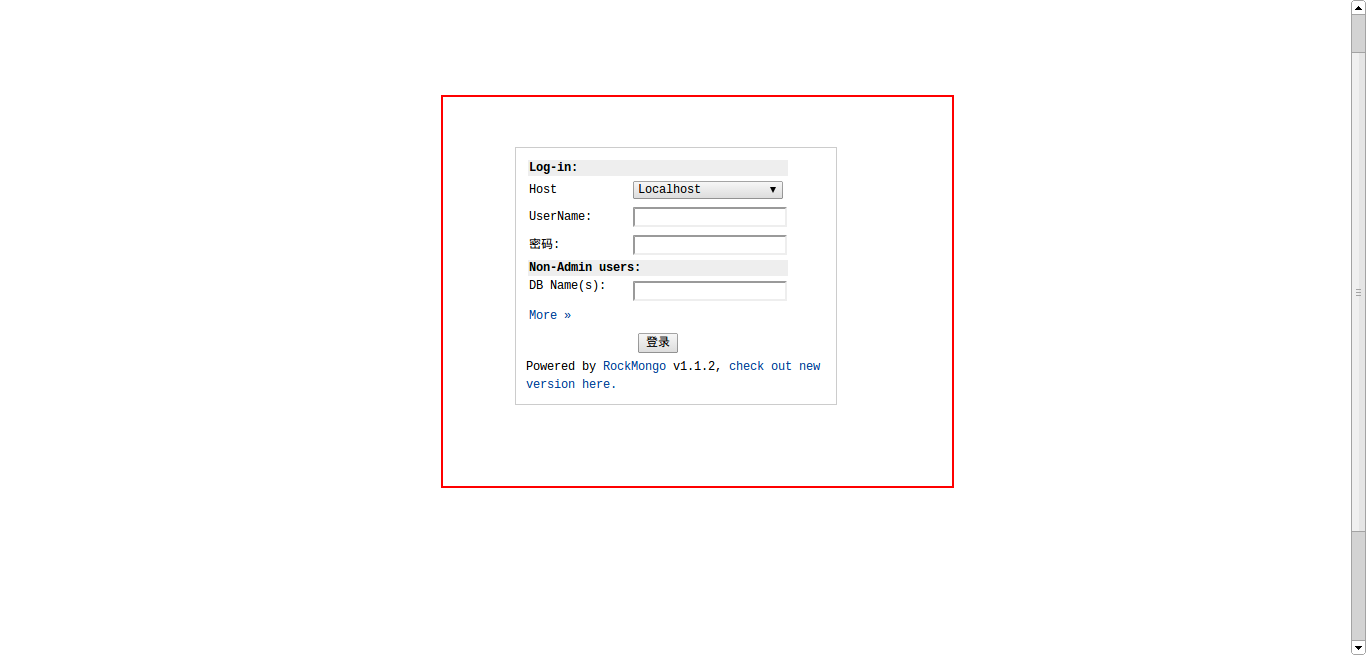 Log-in:
Host Localhost ▼
UserName:
密码:
Non-Admin users:
DB Name(s):
More »
登录
Powered by RockMongo v1.1.2, check out new
version here.